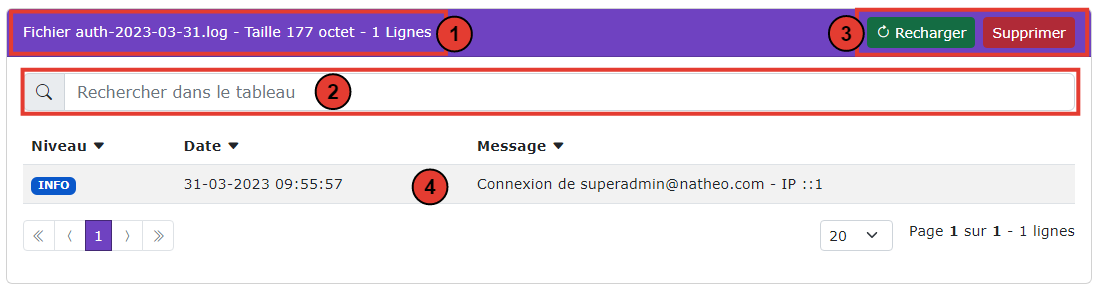 Fichier auth-2023-03-31.log - Taille 177 octet - 1 Lignes 1 3 Recharger Supprimer
Rechercher dans le tableau 2
Niveau Date Message
INFO 31-03-2023 09:55:57 4 Connexion de superadmin@natheo.com - IP ::1
« ‹ 1 › » 20 Page 1 sur 1 - 1 lignes